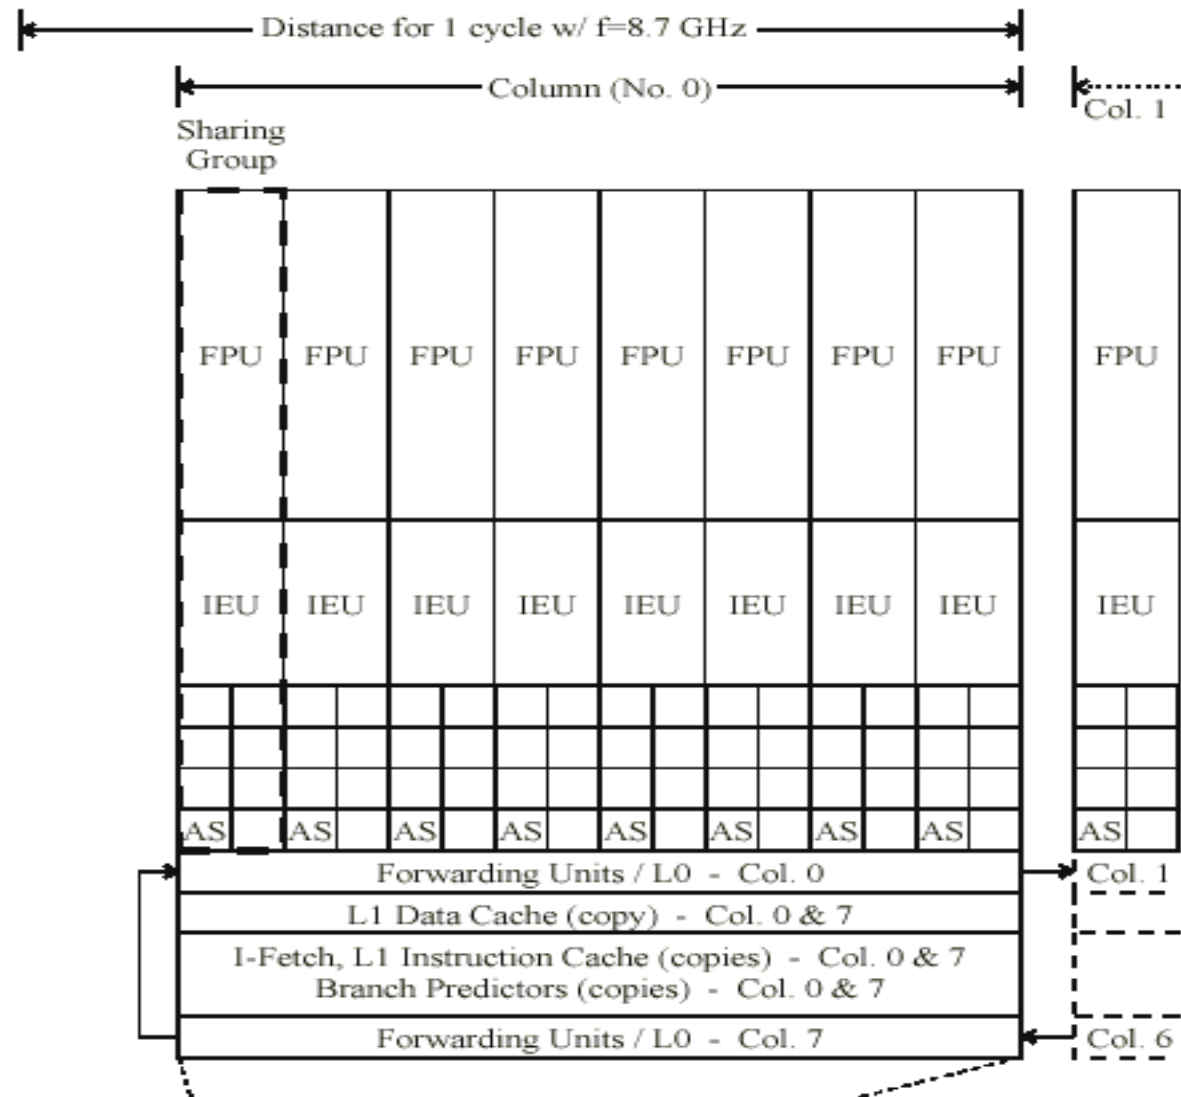 Distance for 1 cycle w/ f=8.7 GHz
Column (No. 0)
Col. 1
Sharing
Group
FPU FPU FPU FPU FPU FPU FPU FPU FPU
IEU IEU IEU IEU IEU IEU IEU IEU IEU
AS AS AS AS AS AS AS AS AS
Forwarding Units / L0 - Col. 0 Col. 1
L1 Data Cache (copy) - Col. 0 & 7
I-Fetch, L1 Instruction Cache (copies) - Col. 0 & 7
Branch Predictors (copies) - Col. 0 & 7
Forwarding Units / L0 - Col. 7 Col. 6